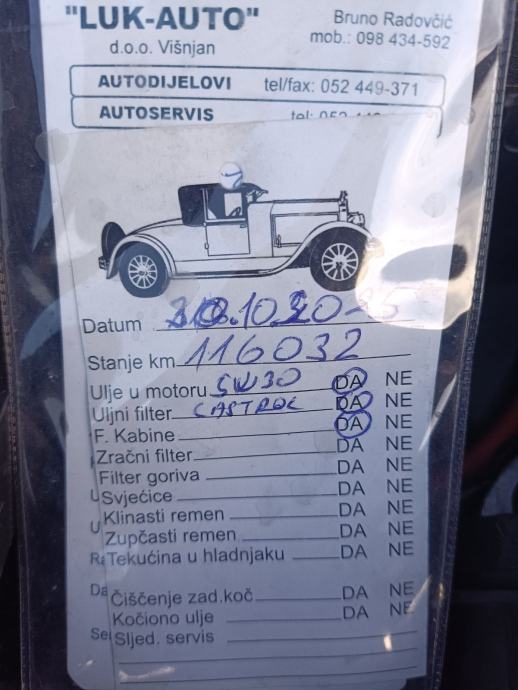 "LUK-AUTO"
d.o.o. Višnjan
Bruno Radovčić
mob.: 098 434-592
AUTODIJELOVI tel/fax: 052 449-371
AUTOSERVIS tel: 052
Datum
Stanje km 116032
Ulje u motoru 5W30 DA NE
Uljni filter CASTROL DA NE
F. Kabine DA NE
Zračni filter DA NE
Filter goriva DA NE
Svjećice DA NE
Klinasti remen DA NE
Zupčasti remen DA NE
Tekućina u hladnjaku DA NE
Čišćenje zad.koč DA NE
Kočiono ulje DA NE
Sljed. servis